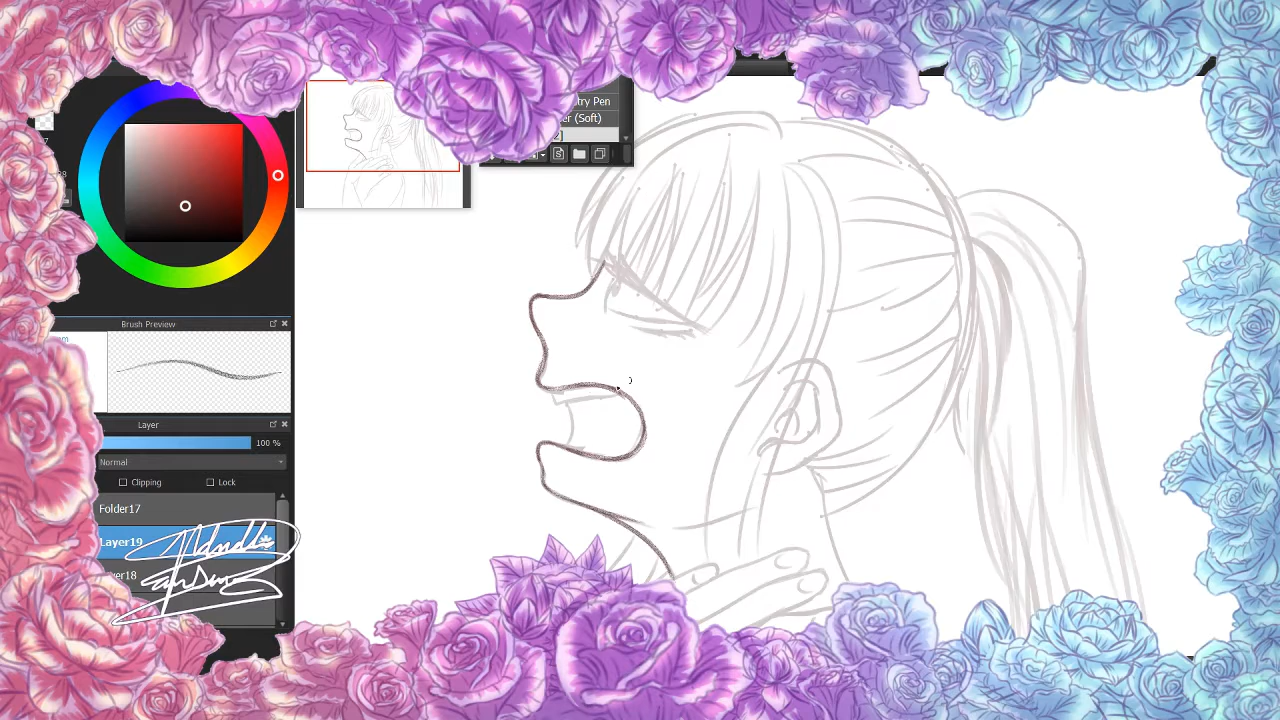 try Pen
er (Soft)
Brush Preview
Layer
100 %
Normal
Clipping
Lock
Folder17
Layer19
yer18